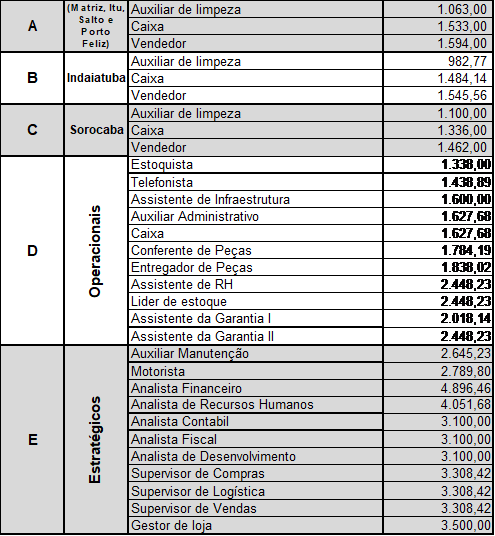 A
(Matriz, Itu,
Salto e
Porto
Feliz)
Auxiliar de limpeza 1.063,00
Caixa 1.533,00
Vendedor 1.594,00
B
Indaiatuba
Auxiliar de limpeza 982,77
Caixa 1.484,14
Vendedor 1.545,56
C
Sorocaba
Auxiliar de limpeza 1.100,00
Caixa 1.336,00
Vendedor 1.462,00
D
Operacionais
Estoquista 1.338,00
Telefonista 1.438,89
Assistente de Infraestrutura 1.600,00
Auxiliar Administrativo 1.627,68
Caixa 1.627,68
Conferente de Peças 1.784,19
Entregador de Peças 1.838,02
Assistente de RH 2.448,23
Lider de estoque 2.448,23
Assistente da Garantia I 2.018,14
Assistente da Garantia II 2.448,23
E
Estratégicos
Auxiliar Manutenção 2.645,23
Motorista 2.789,80
Analista Financeiro 4.896,46
Analista de Recursos Humanos 4.051,68
Analista Contabil 3.100,00
Analista Fiscal 3.100,00
Analista de Desenvolvimento 3.100,00
Supervisor de Compras 3.308,42
Supervisor de Logística 3.308,42
Supervisor de Vendas 3.308,42
Gestor de loja 3.500,00